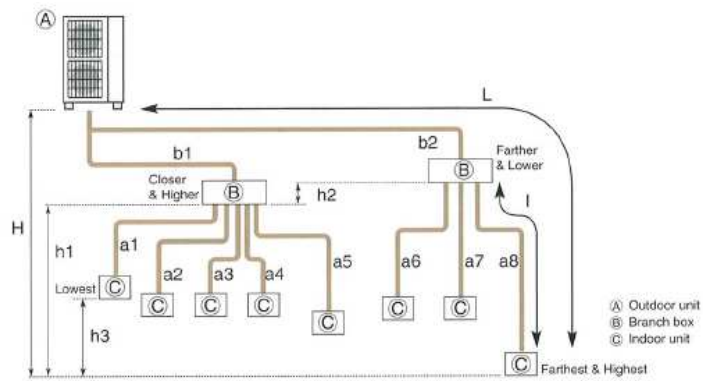 A
L
b2
b1
Farther
& Lower
B
Closer
& Higher
B
h2
l
H
h1
a1
a2
a3
a4
a5
a6
a7
a8
Lowest
C
C
C
C
C
C
C
h3
C
Farthest & Highest
A Outdoor unit
B Branch box
C Indoor unit